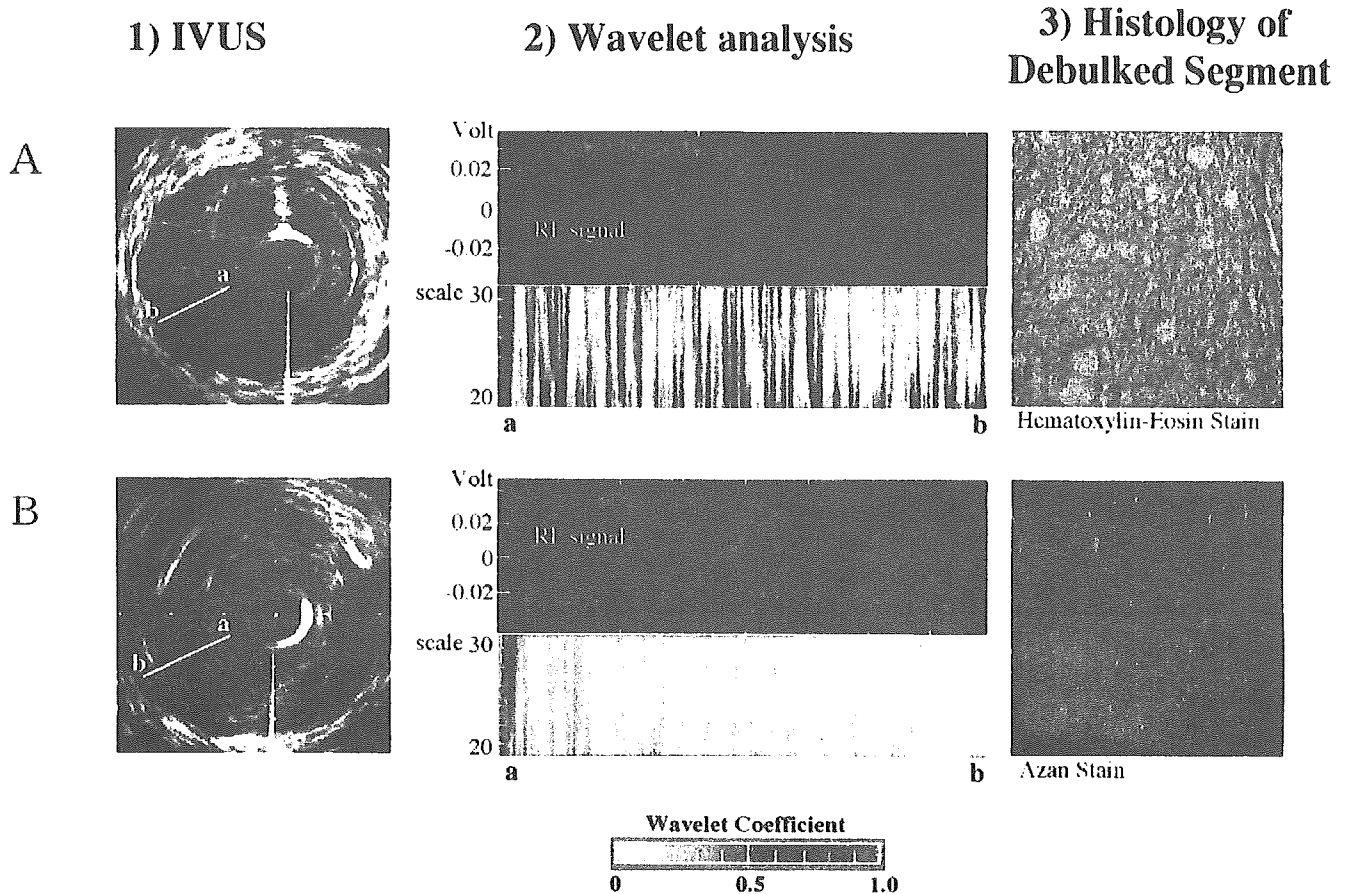 1) IVUS
2) Wavelet analysis
3) Histology of
Debulked Segment
A
Volt
0.02
0
-0.02
RF signal
scale 30
20
a
b
a
b
Hematoxylin-Eosin Stain
B
Volt
0.02
0
-0.02
RF signal
scale 30
20
a
b
a
b
Azan Stain
Wavelet Coefficient
0 0.5 1.0